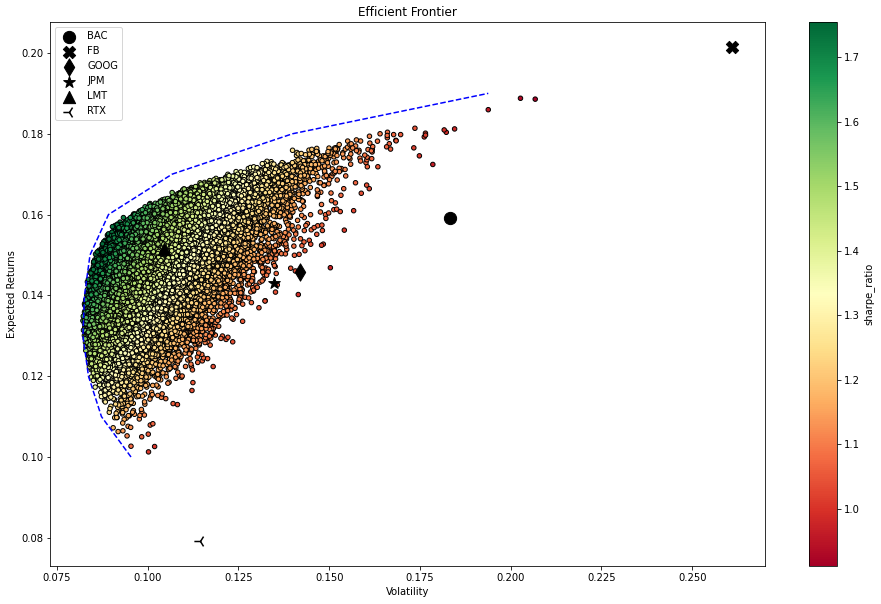 Efficient Frontier
BAC
FB
GOOG
JPM
LMT
RTX
Expected Returns
0.20
0.18
0.16
0.14
0.12
0.10
0.08
0.075
0.100
0.125
0.150
0.175
0.200
0.225
0.250
Volatility
1.7
1.6
1.5
1.4
1.3
1.2
1.1
1.0
sharpe_ratio